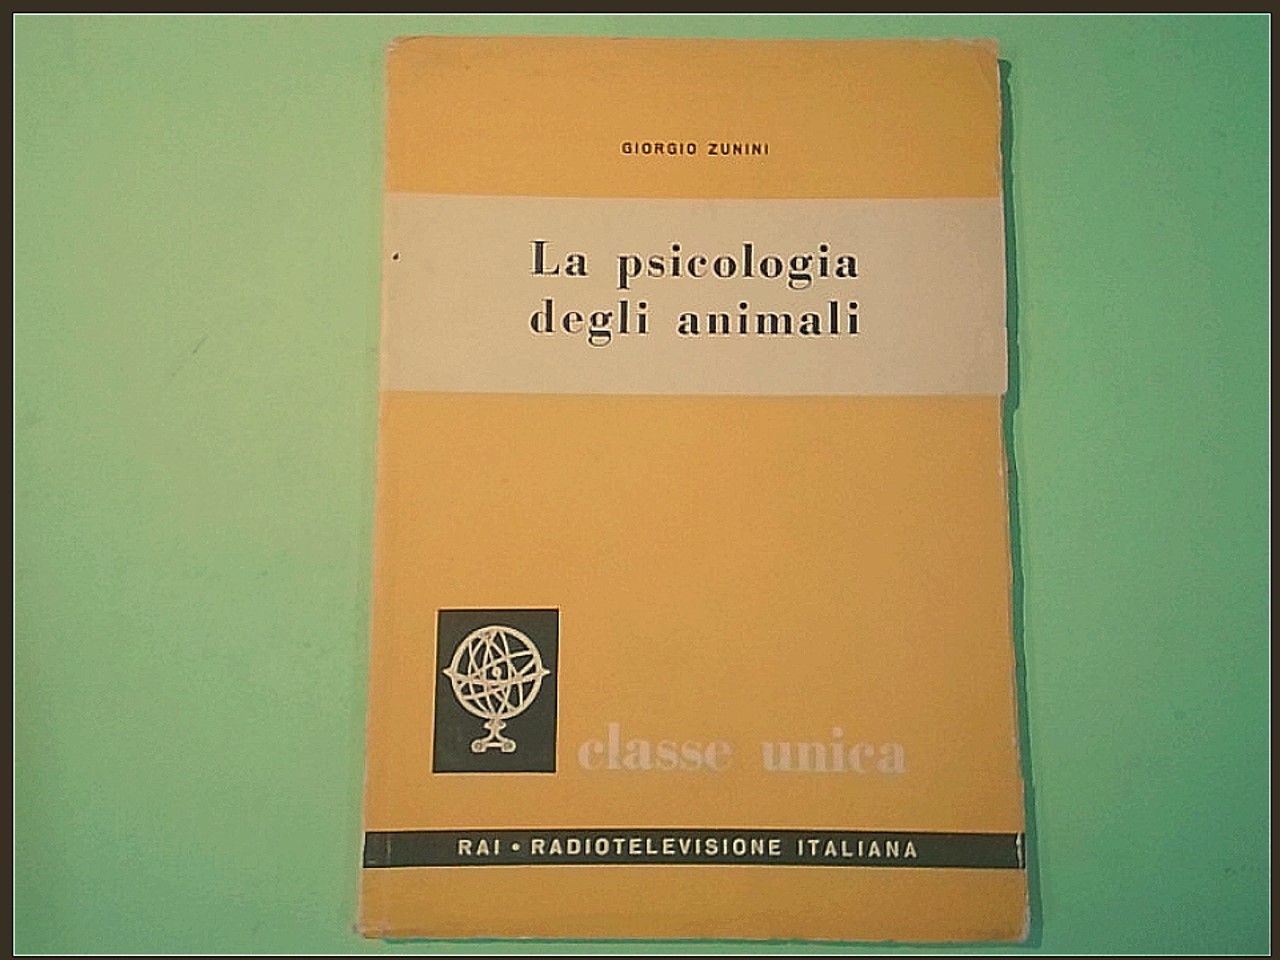 GIORGIO ZUNINI
La psicologia
degli animali
classe unica
RAI • RADIOTELEVISIONE ITALIANA